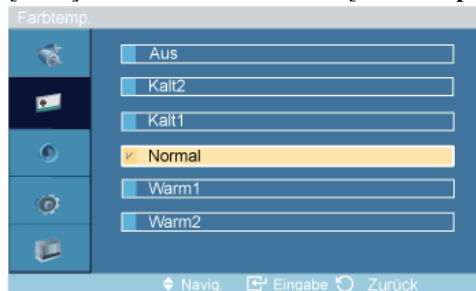 Farbtemp.
Aus
Kalt2
Kalt1
Normal
Warm1
Warm2
Navig. Eingabe Zurück